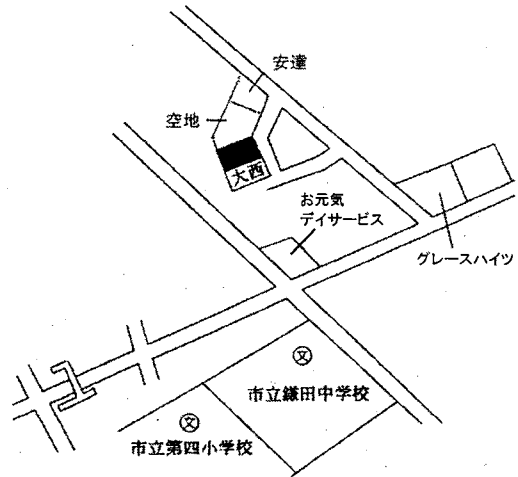 安達
空地
大西
お元気
デイサービス
グレースハイツ
文
市立鎌田中学校
文
市立第四小学校